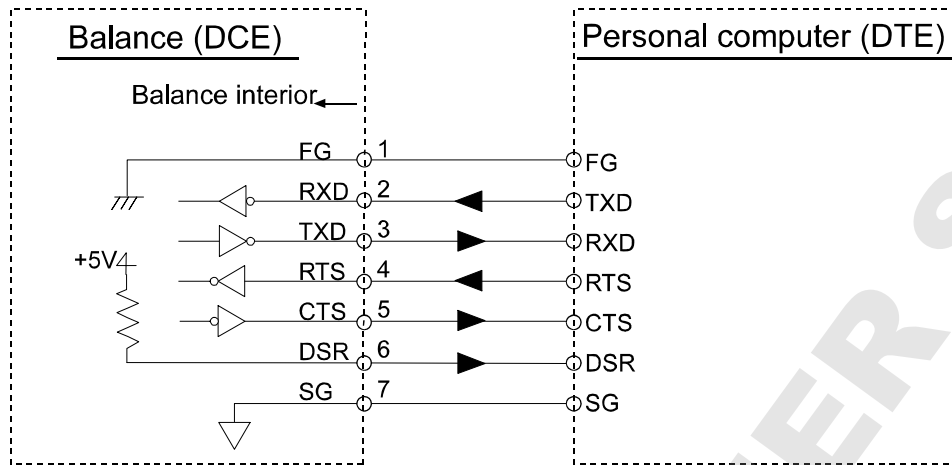 Balance (DCE)
Personal computer (DTE)
Balance interior
FG 1 FG
RXD 2 TXD
TXD 3 RXD
+5V
RTS 4 RTS
CTS 5 CTS
DSR 6 DSR
SG 7 SG